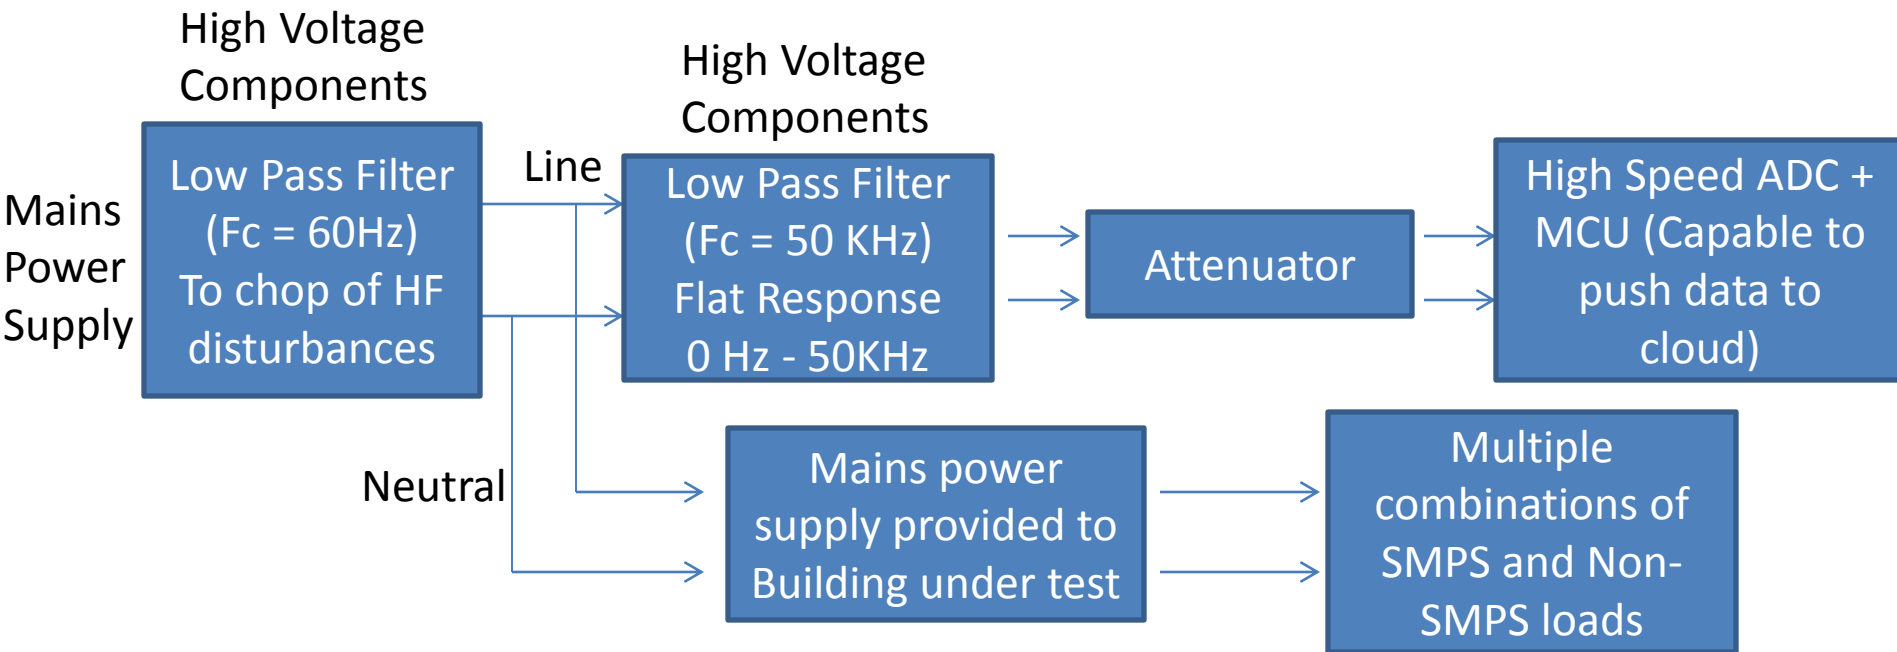 High Voltage
Components
High Voltage
Components
Mains
Power
Supply
Low Pass Filter
(Fc = 60Hz)
To chop of HF
disturbances
Line
Neutral
Low Pass Filter
(Fc = 50 KHz)
Flat Response
0 Hz - 50KHz
Attenuator
High Speed ADC +
MCU (Capable to
push data to
cloud)
Mains power
supply provided to
Building under test
Multiple
combinations of
SMPS and Non-
SMPS loads